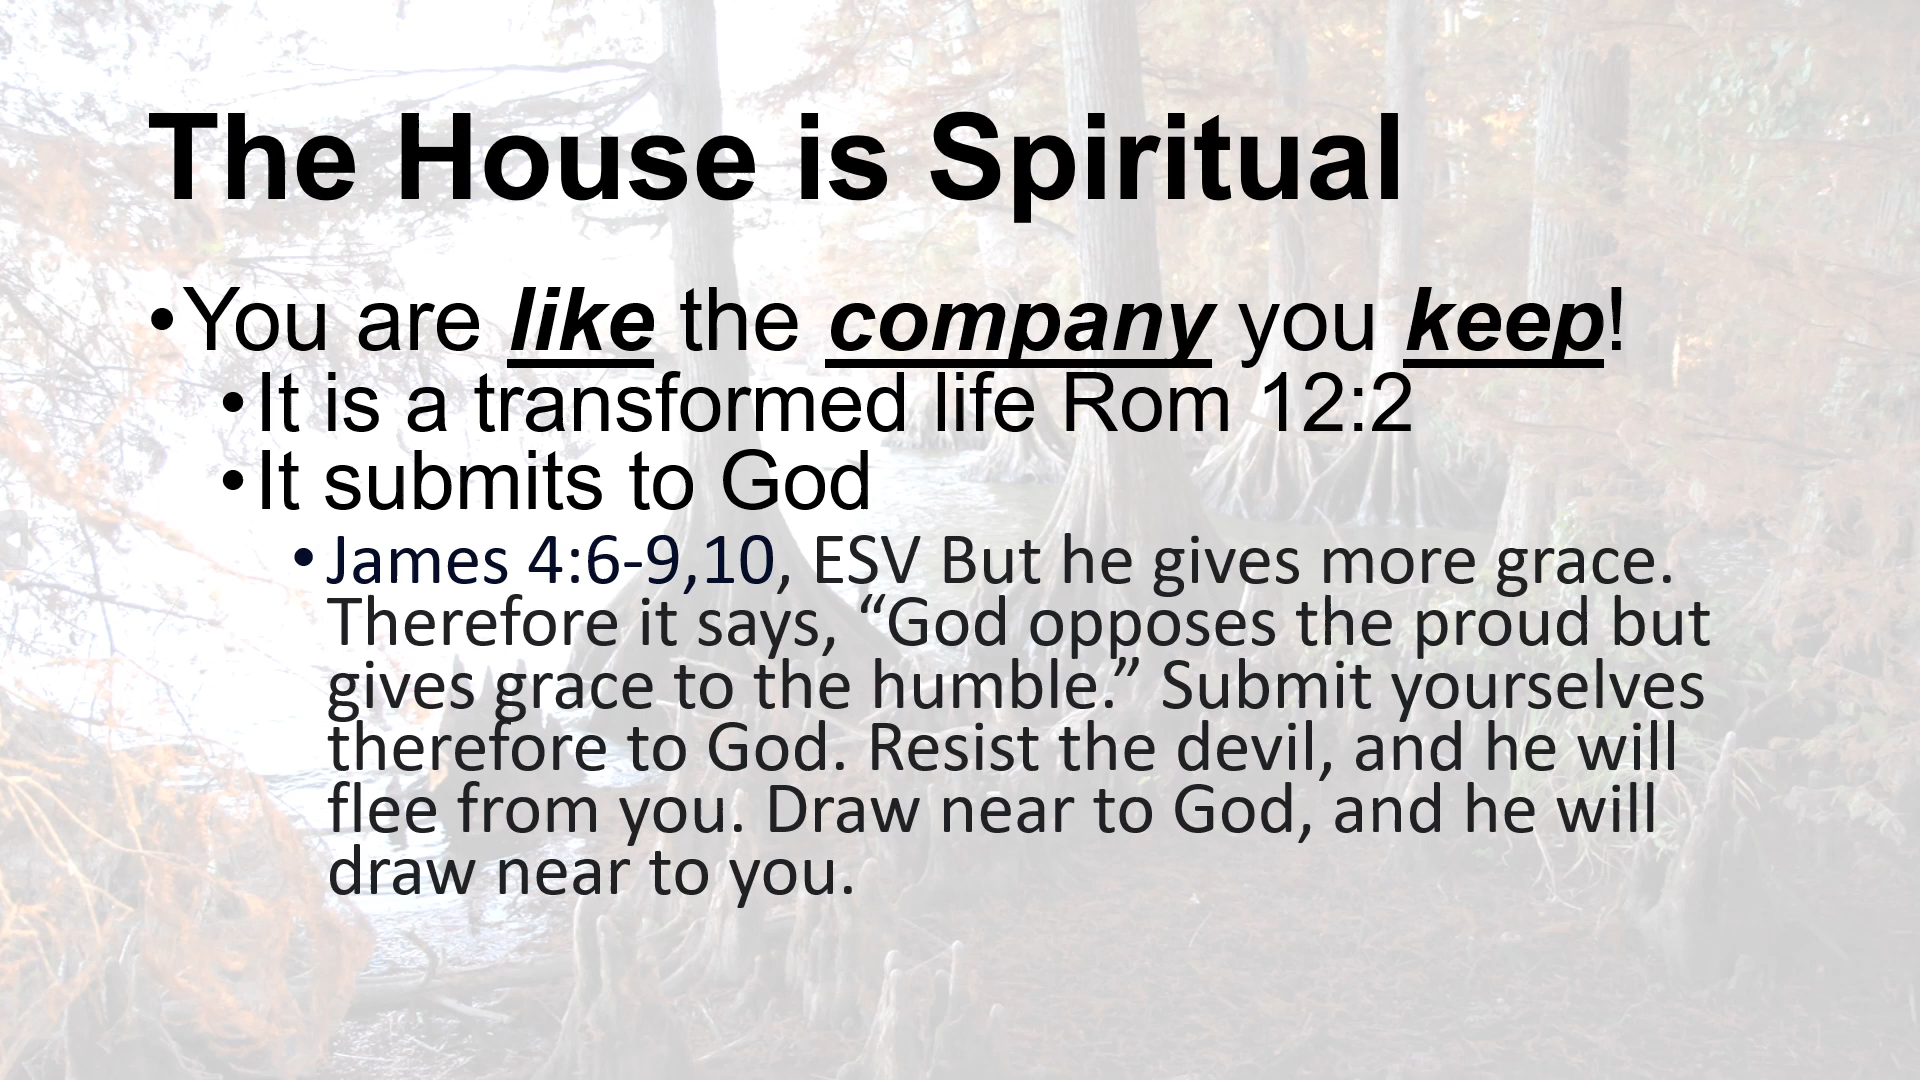 The House is Spiritual
•You are like the company you keep!
•It is a transformed life Rom 12:2
•It submits to God
•James 4:6-9,10, ESV But he gives more grace.
Therefore it says, “God opposes the proud but
gives grace to the humble.” Submit yourselves
therefore to God. Resist the devil, and he will
flee from you. Draw near to God, and he will
draw near to you.